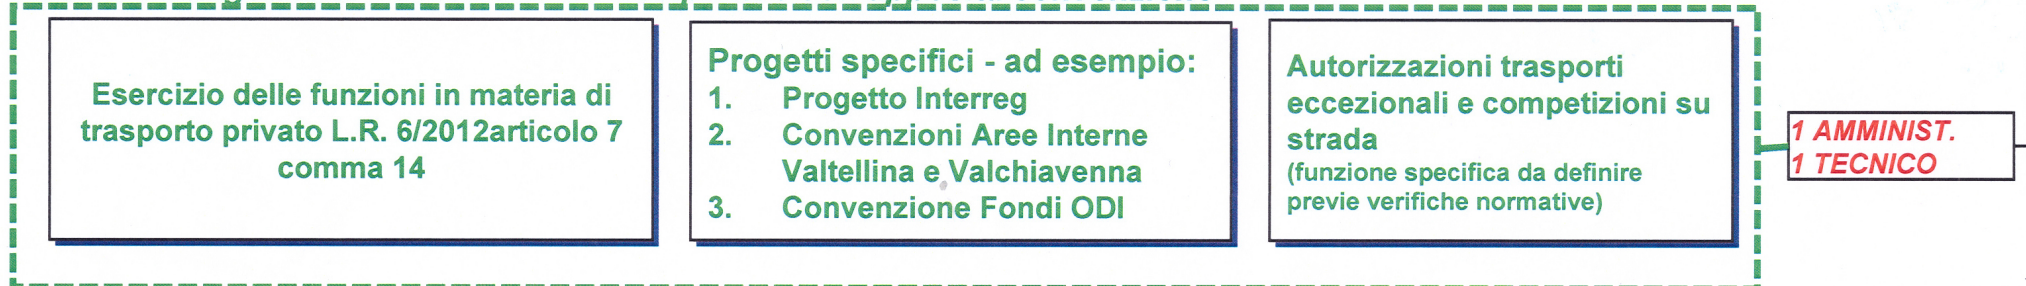 Esercizio delle funzioni in materia di
trasporto privato L.R. 6/2012articolo 7
comma 14
Progetti specifici - ad esempio:
1. Progetto Interreg
2. Convenzioni Aree Interne
Valtellina e Valchiavenna
3. Convenzione Fondi ODI
Autorizzazioni trasporti
eccezionali e competizioni su
strada
(funzione specifica da definire
previe verifiche normative)
1 AMMINIST.
1 TECNICO